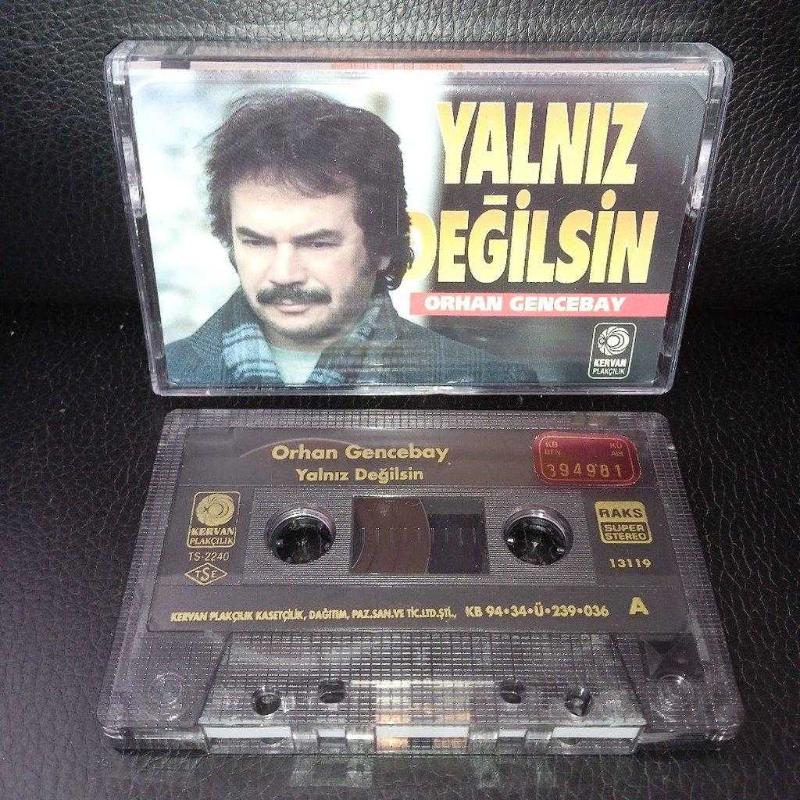 YALNIZ
DEĞİLSİN
ORHAN GENCEBAY
KERVAN
PLAKÇILIK
Orhan Gencebay
Yalnız Değilsin
KB KÜ
394981
KERVAN
PLAKÇILIK
TS-2240
TSE
RAKS
SUPER
STEREO
13119
KERVAN PLAKÇILIK KASETÇİLİK, DAĞITIM, PAZ.SAN.VE TİC.LTD.ŞTİ., KB 94•34•Ü•239•036 A